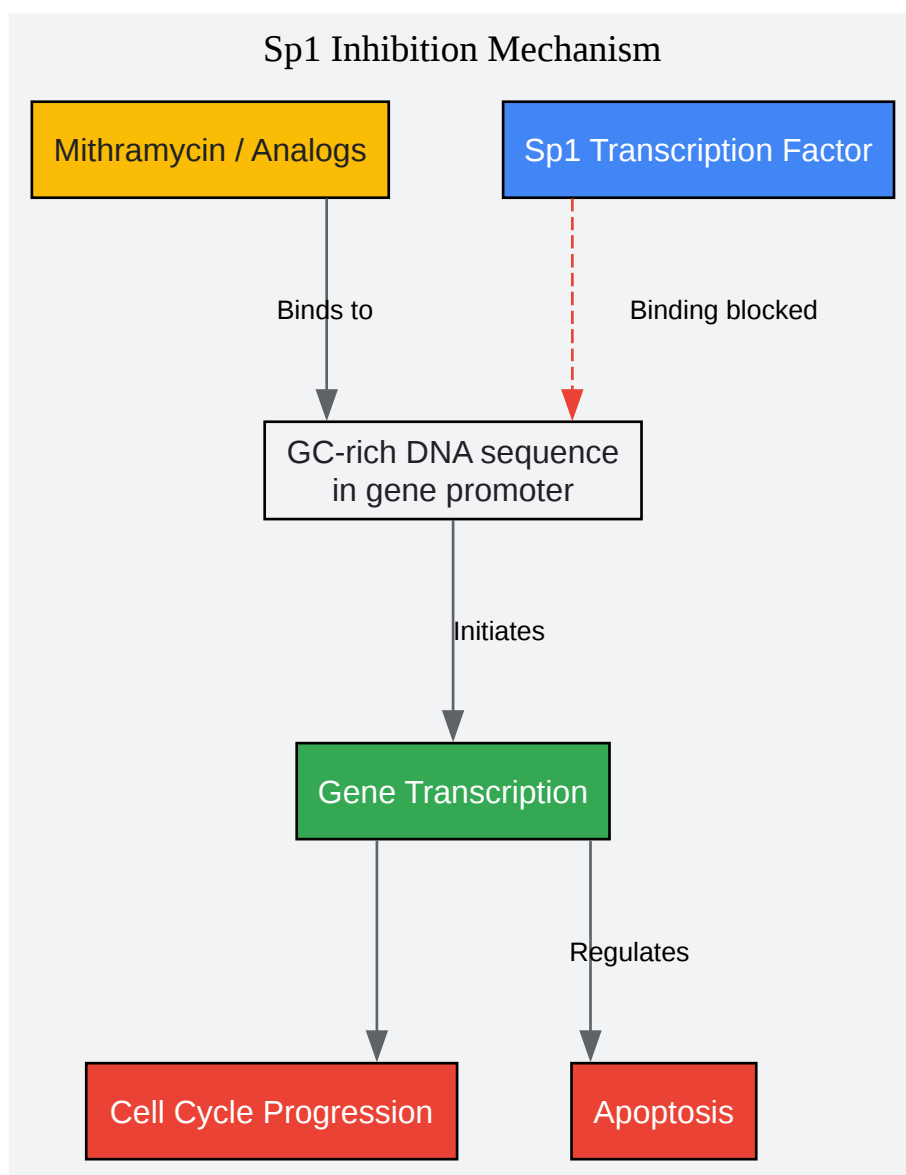 Sp1 Inhibition Mechanism
Mithramycin / Analogs
Sp1 Transcription Factor
Binds to
Binding blocked
GC-rich DNA sequence
in gene promoter
Initiates
Gene Transcription
Regulates
Cell Cycle Progression
Apoptosis